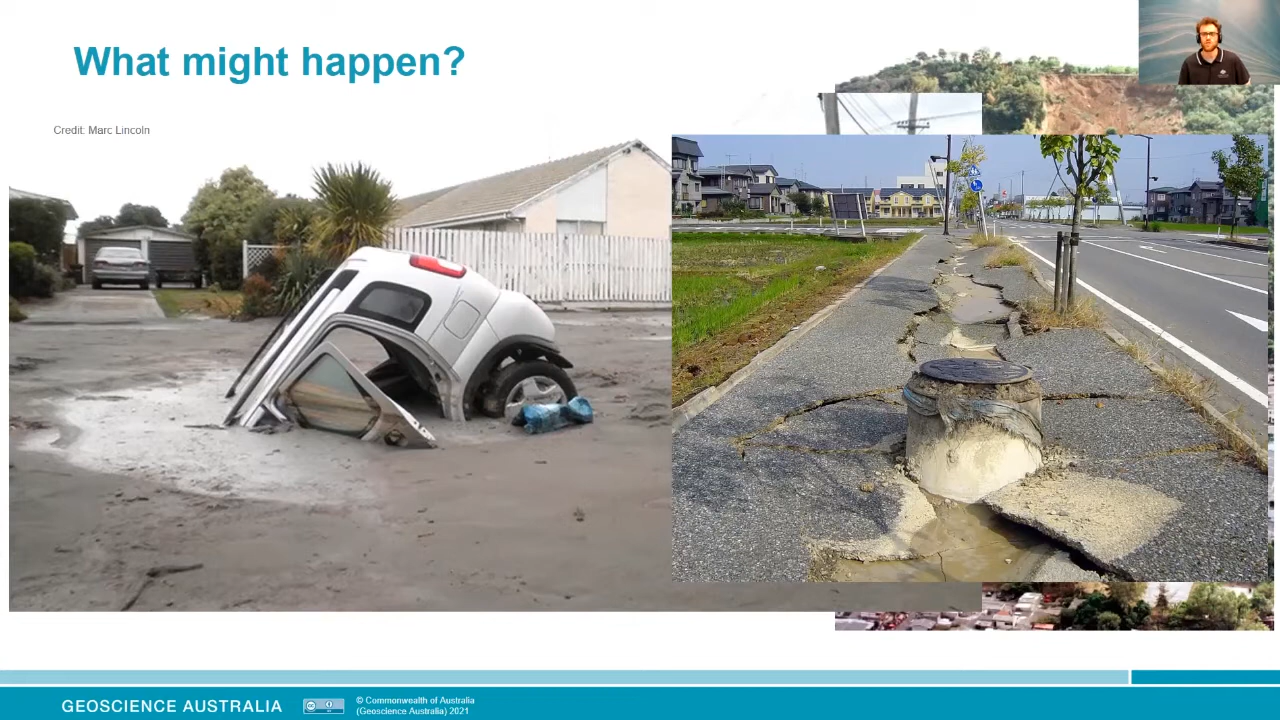 What might happen?
Credit: Marc Lincoln
GEOSCIENCE AUSTRALIA
© Commonwealth of Australia
(Geoscience Australia) 2021